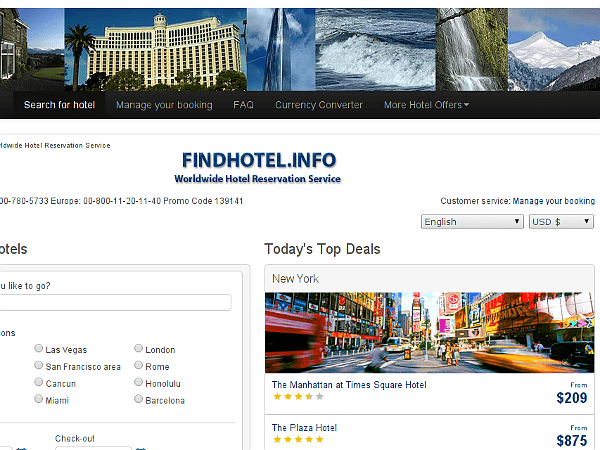 Search for hotel Manage your booking FAQ Currency Converter More Hotel Offers
Worldwide Hotel Reservation Service
FINDHOTEL.INFO
Worldwide Hotel Reservation Service
00-780-5733 Europe: 00-800-11-20-11-40 Promo Code 139141
Customer service: Manage your booking
English USD $
otels
ou like to go?
ions
Las Vegas London
San Francisco area Rome
Cancun Honolulu
Miami Barcelona
Check-out
Today's Top Deals
New York
The Manhattan at Times Square Hotel From
$209
The Plaza Hotel From
$875